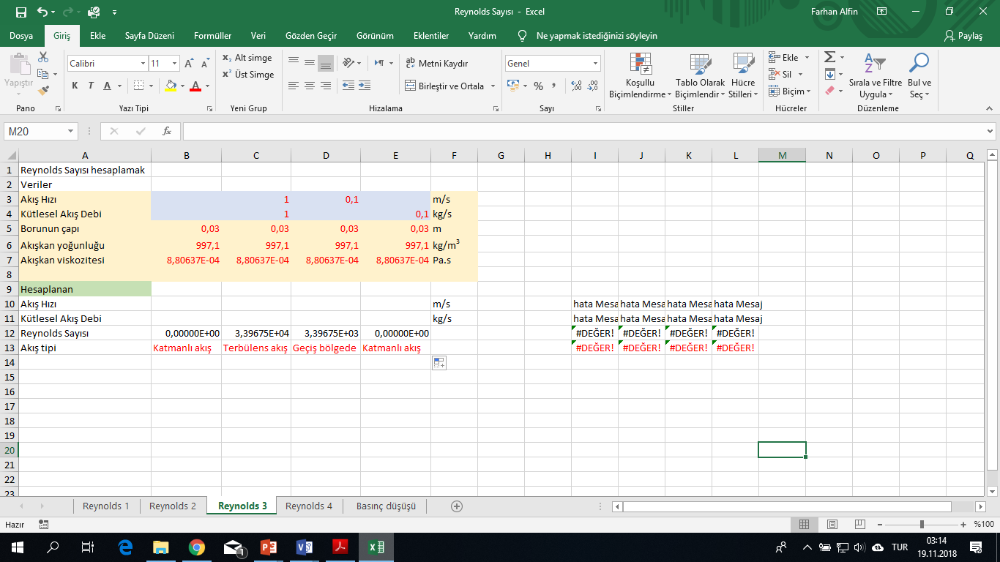 Reynolds Sayısı - Excel
Farhan Alfin
Dosya Giriş Ekle Sayfa Düzeni Formüller Veri Gözden Geçir Görünüm Eklentiler Yardım Ne yapmak istediğinizi söyleyin Paylaş
Yapıştır
Calibri 11
K T A
A A
x₂ Alt simge
x² Üst Simge
Metni Kaydır
Birleştir ve Ortala
Genel
Koşullu Biçimlendirme
Tablo Olarak Biçimlendir
Hücre Stilleri
Ekle
Sil
Biçim
Sırala ve Filtre Uygula
Bul ve Seç
Pano Yazı Tipi Yeni Grup Hizalama Sayı Stiller Hücreler Düzenleme
M20 fx
A B C D E F G H I J K L M N O P Q
1 Reynolds Sayısı hesaplamak
2 Veriler
3 Akış Hızı 1 0,1 m/s
4 Kütlesel Akış Debi 1 0,1 kg/s
5 Borunun çapı 0,03 0,03 0,03 0,03 m
6 Akışkan yoğunluğu 997,1 997,1 997,1 997,1 kg/m³
7 Akışkan viskozitesi 8,80637E-04 8,80637E-04 8,80637E-04 8,80637E-04 Pa.s
8
9 Hesaplanan
10 Akış Hızı m/s hata Mesa hata Mesa hata Mesa hata Mesaj
11 Kütlesel Akış Debi kg/s hata Mesa hata Mesa hata Mesa hata Mesaj
12 Reynolds Sayısı 0,00000E+00 3,39675E+04 3,39675E+03 0,00000E+00 #DEĞER! #DEĞER! #DEĞER! #DEĞER!
13 Akış tipi Katmanlı akış Terbülens akış Geçiş bölgede Katmanlı akış #DEĞER! #DEĞER! #DEĞER! #DEĞER!
14
15
16
17
18
19
20
21
22
23
Reynolds 1 Reynolds 2 Reynolds 3 Reynolds 4 Basınç düşüşü
Hazır %100
1 TUR 03:14
19.11.2018